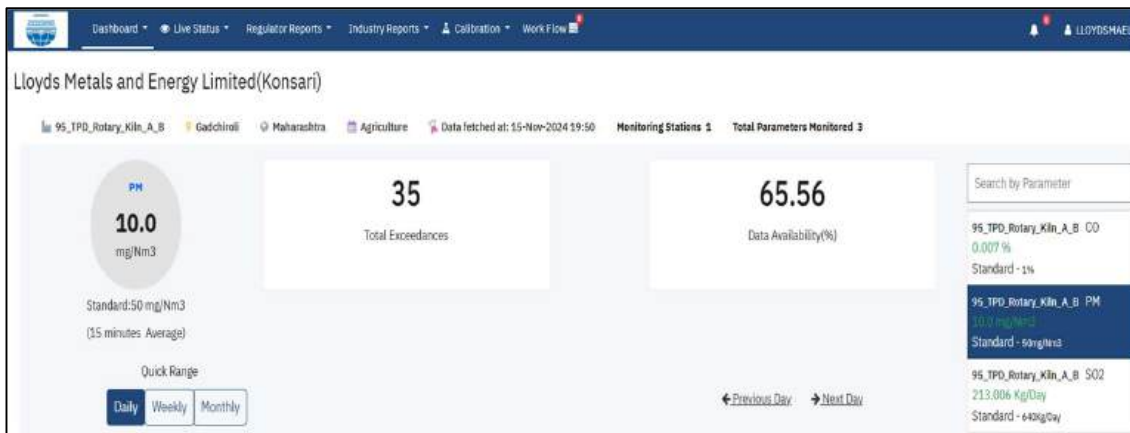 Dashboard Live Status Regulator Reports Industry Reports Calibration Work Flow
Lloyds Metals and Energy Limited(Konsari)
95_TPD_Rotary_Kiln_A_B Gadchiroli Maharashtra Agriculture Data fetched at: 15-Nov-2024 19:50 Monitoring Stations 1 Total Parameters Monitored 3
PM
10.0
mg/Nm3
Standard:50 mg/Nm3
(15 minutes Average)
Quick Range
Daily Weekly Monthly
35
Total Exceedances
65.56
Data Availability(%)
Previous Day Next Day
Search by Parameter
95_TPD_Rotary_Kiln_A_B CO
0.007 %
Standard - 1%
95_TPD_Rotary_Kiln_A_B PM
10.0 mg/Nm3
Standard - 50mg/Nm3
95_TPD_Rotary_Kiln_A_B SO2
213.006 Kg/Day
Standard - 640Kg/Day